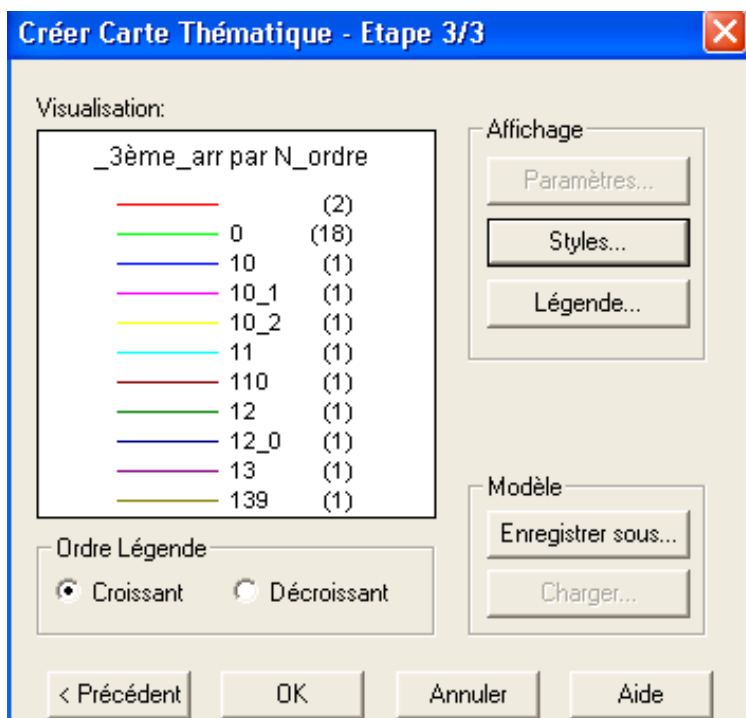 Créer Carte Thématique - Etape 3/3
Visualisation:
_3ème_arr par N_ordre
(2)
0 (18)
10 (1)
10_1 (1)
10_2 (1)
11 (1)
110 (1)
12 (1)
12_0 (1)
13 (1)
139 (1)
Affichage
Paramètres...
Styles...
Légende...
Ordre Légende
Croissant Décroissant
Modèle
Enregistrer sous...
Charger...
< Précédent OK Annuler Aide